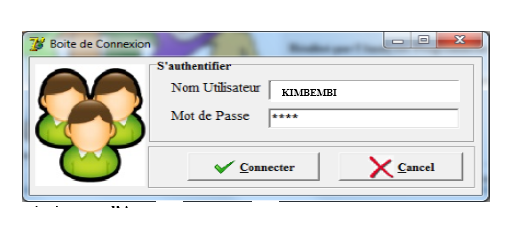 Boite de Connexion
S'authentifier
Nom Utilisateur KIMBEMBI
Mot de Passe ****
Connecter
Cancel